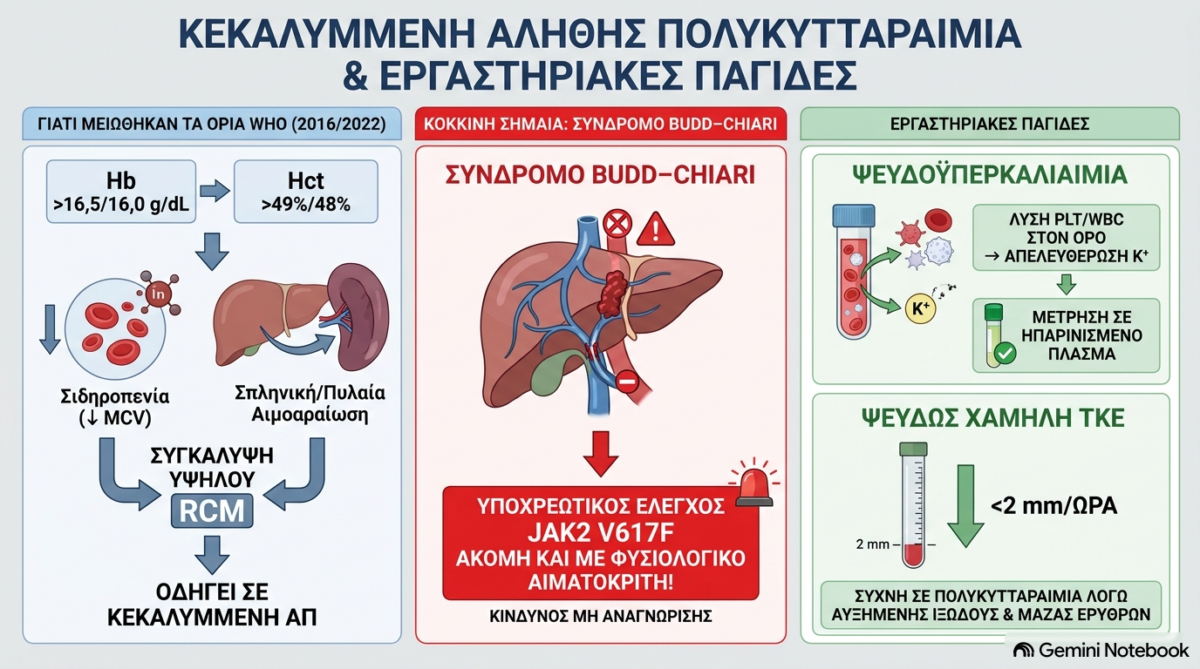 ΚΕΚΑΛΥΜΜΕΝΗ ΑΛΗΘΗΣ ΠΟΛΥΚΥΤΤΑΡΑΙΜΙΑ
& ΕΡΓΑΣΤΗΡΙΑΚΕΣ ΠΑΓΙΔΕΣ
ΓΙΑΤΙ ΜΕΙΩΘΗΚΑΝ ΤΑ ΟΡΙΑ WHO (2016/2022)
Hb
>16,5/16,0 g/dL
Hct
>49%/48%
In
Σιδηροπενία
(↓ MCV)
Σπληνική/Πυλαία
Αιμοαραίωση
ΣΥΓΚΑΛΥΨΗ
ΥΨΗΛΟΥ
RCM
ΟΔΗΓΕΙ ΣΕ
ΚΕΚΑΛΥΜΜΕΝΗ ΑΠ
ΚΟΚΚΙΝΗ ΣΗΜΑΙΑ: ΣΥΝΔΡΟΜΟ BUDD–CHIARI
ΣΥΝΔΡΟΜΟ BUDD–CHIARI
ΥΠΟΧΡΕΩΤΙΚΟΣ ΕΛΕΓΧΟΣ
JAK2 V617F
ΑΚΟΜΗ ΚΑΙ ΜΕ ΦΥΣΙΟΛΟΓΙΚΟ
ΑΙΜΑΤΟΚΡΙΤΗ!
ΚΙΝΔΥΝΟΣ ΜΗ ΑΝΑΓΝΩΡΙΣΗΣ
ΕΡΓΑΣΤΗΡΙΑΚΕΣ ΠΑΓΙΔΕΣ
ΨΕΥΔΟΫΠΕΡΚΑΛΙΑΙΜΙΑ
K⁺
ΛΥΣΗ PLT/WBC
ΣΤΟΝ ΟΡΟ
→ ΑΠΕΛΕΥΘΕΡΩΣΗ K⁺
ΜΕΤΡΗΣΗ ΣΕ
ΗΠΑΡΙΝΙΣΜΕΝΟ
ΠΛΑΣΜΑ
ΨΕΥΔΩΣ ΧΑΜΗΛΗ ΤΚΕ
2 mm
<2 mm/ΩΡΑ
ΣΥΧΝΗ ΣΕ ΠΟΛΥΚΥΤΤΑΡΑΙΜΙΑ ΛΟΓΩ
ΑΥΞΗΜΕΝΗΣ ΙΞΩΔΟΥΣ & ΜΑΖΑΣ ΕΡΥΘΡΩΝ
Gemini Notebook